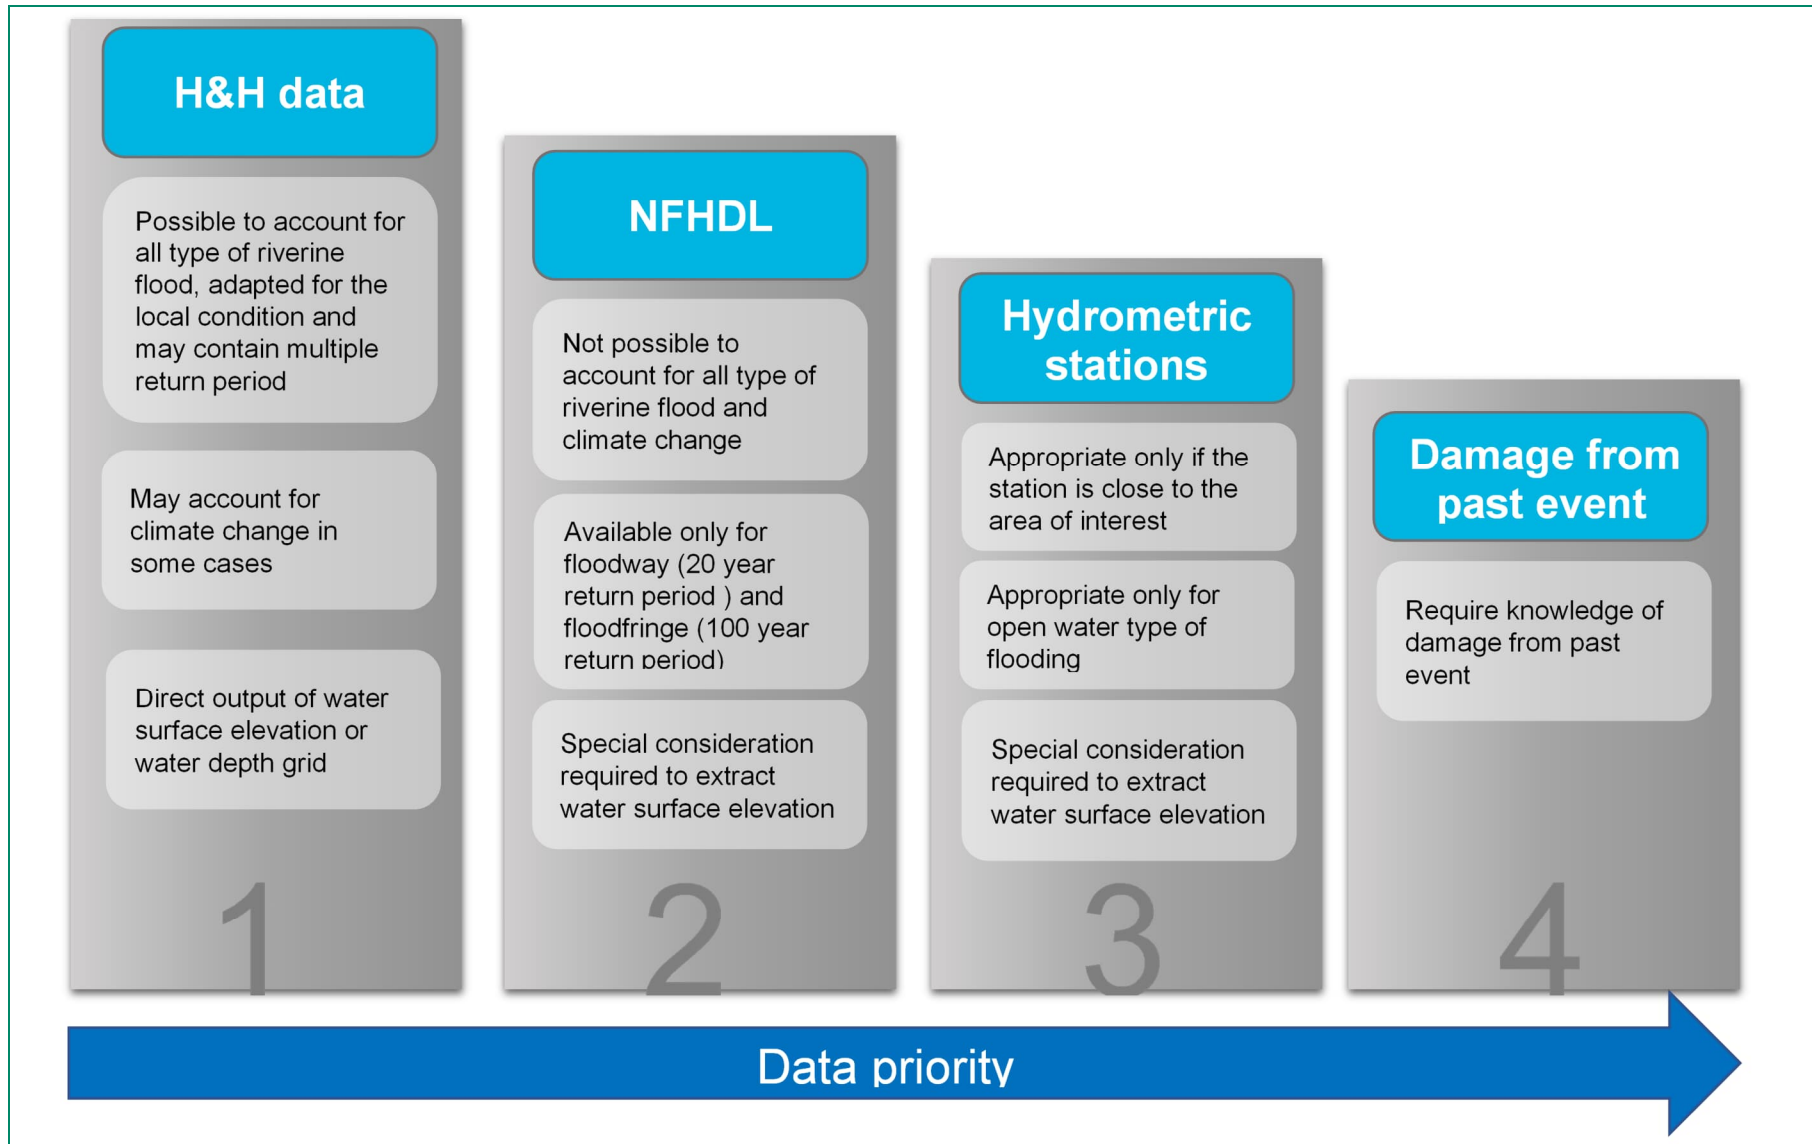 H&H data
Possible to account for
all type of riverine
flood, adapted for the
local condition and
may contain multiple
return period
May account for
climate change in
some cases
Direct output of water
surface elevation or
water depth grid
1
NFHDL
Not possible to
account for all type of
riverine flood and
climate change
Available only for
floodway (20 year
return period ) and
floodfringe (100 year
return period)
Special consideration
required to extract
water surface elevation
2
Hydrometric
stations
Appropriate only if the
station is close to the
area of interest
Appropriate only for
open water type of
flooding
Special consideration
required to extract
water surface elevation
3
Damage from
past event
Require knowledge of
damage from past
event
4
Data priority